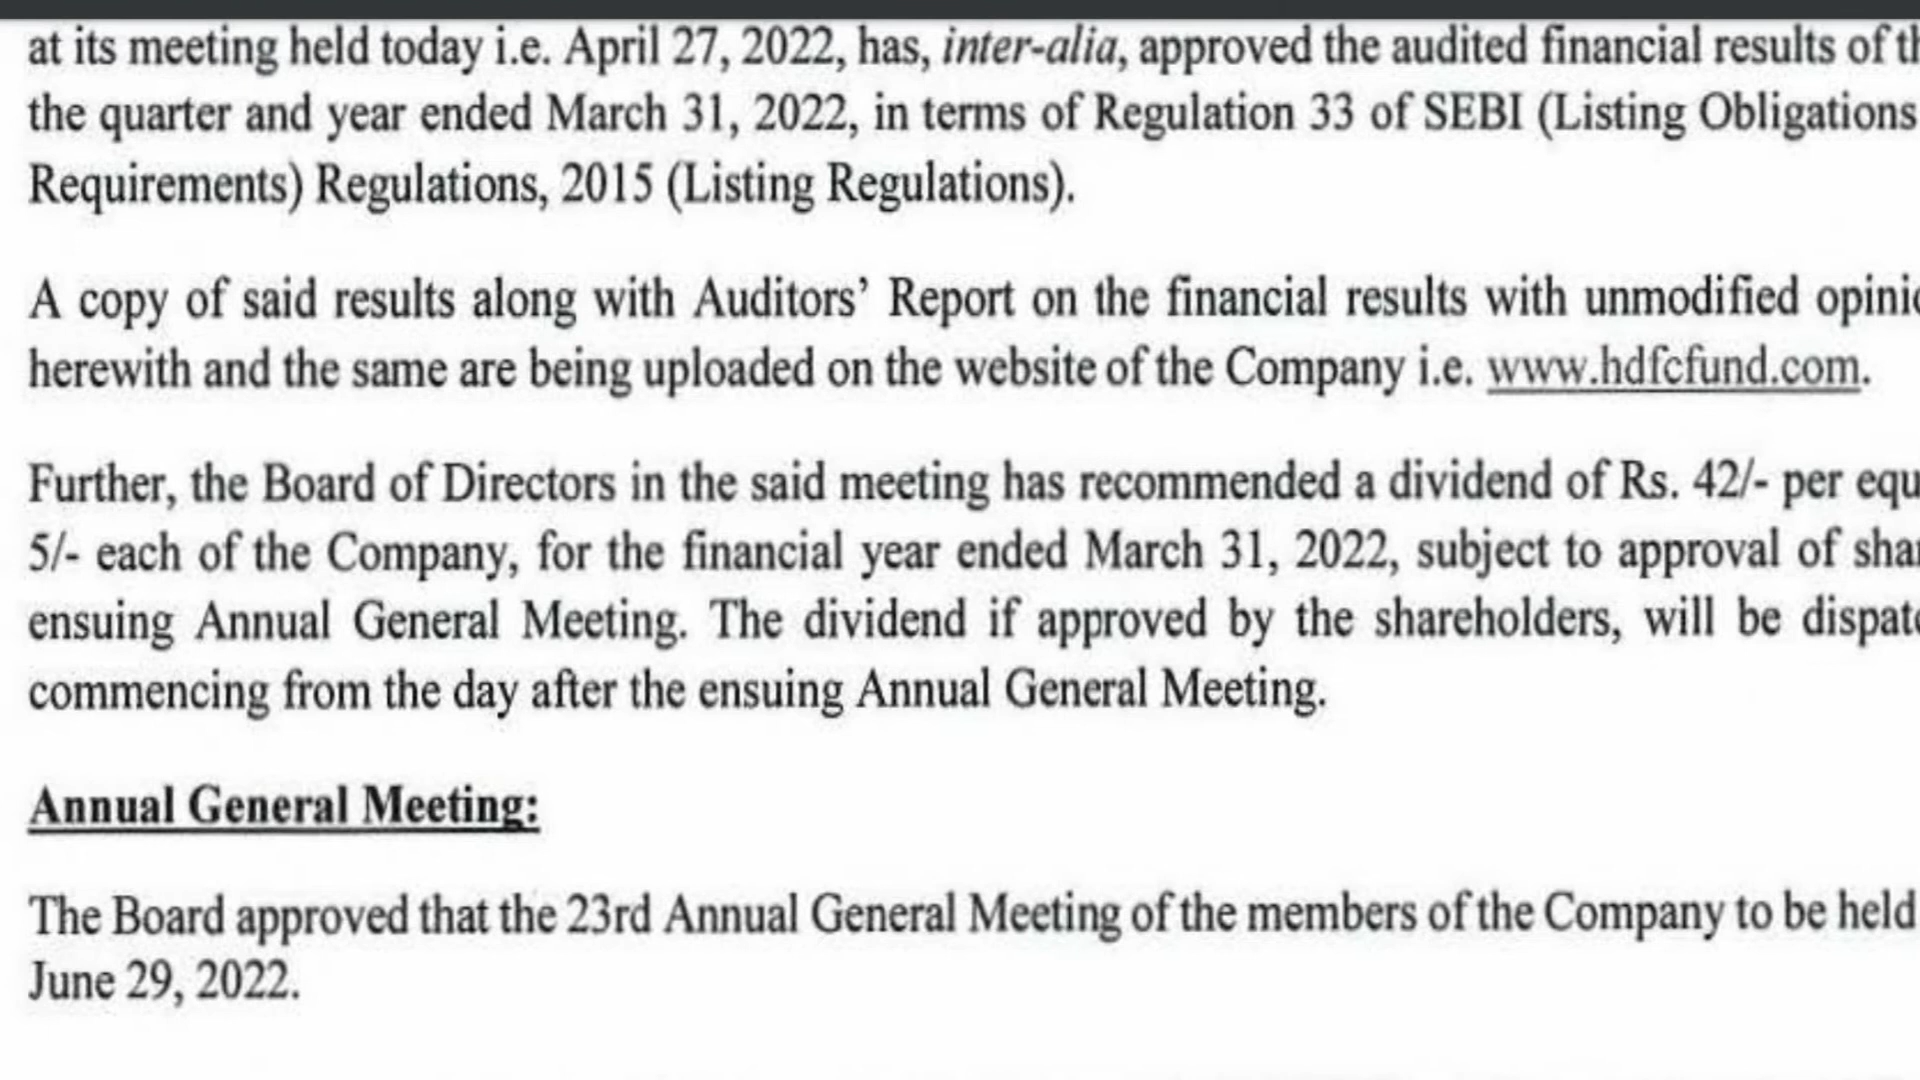 at its meeting held today i.e. April 27, 2022, has, inter-alia, approved the audited financial results of
the quarter and year ended March 31, 2022, in terms of Regulation 33 of SEBI (Listing Obligations
Requirements) Regulations, 2015 (Listing Regulations).
A copy of said results along with Auditors’ Report on the financial results with unmodified
herewith and the same are being uploaded on the website of the Company i.e. www.hdfcfund.com.
Further, the Board of Directors in the said meeting has recommended a dividend of Rs. 42/- per
5/- each of the Company, for the financial year ended March 31, 2022, subject to approval of
ensuing Annual General Meeting. The dividend if approved by the shareholders, will be
commencing from the day after the ensuing Annual General Meeting.
Annual General Meeting:
The Board approved that the 23rd Annual General Meeting of the members of the Company to be held
June 29, 2022.